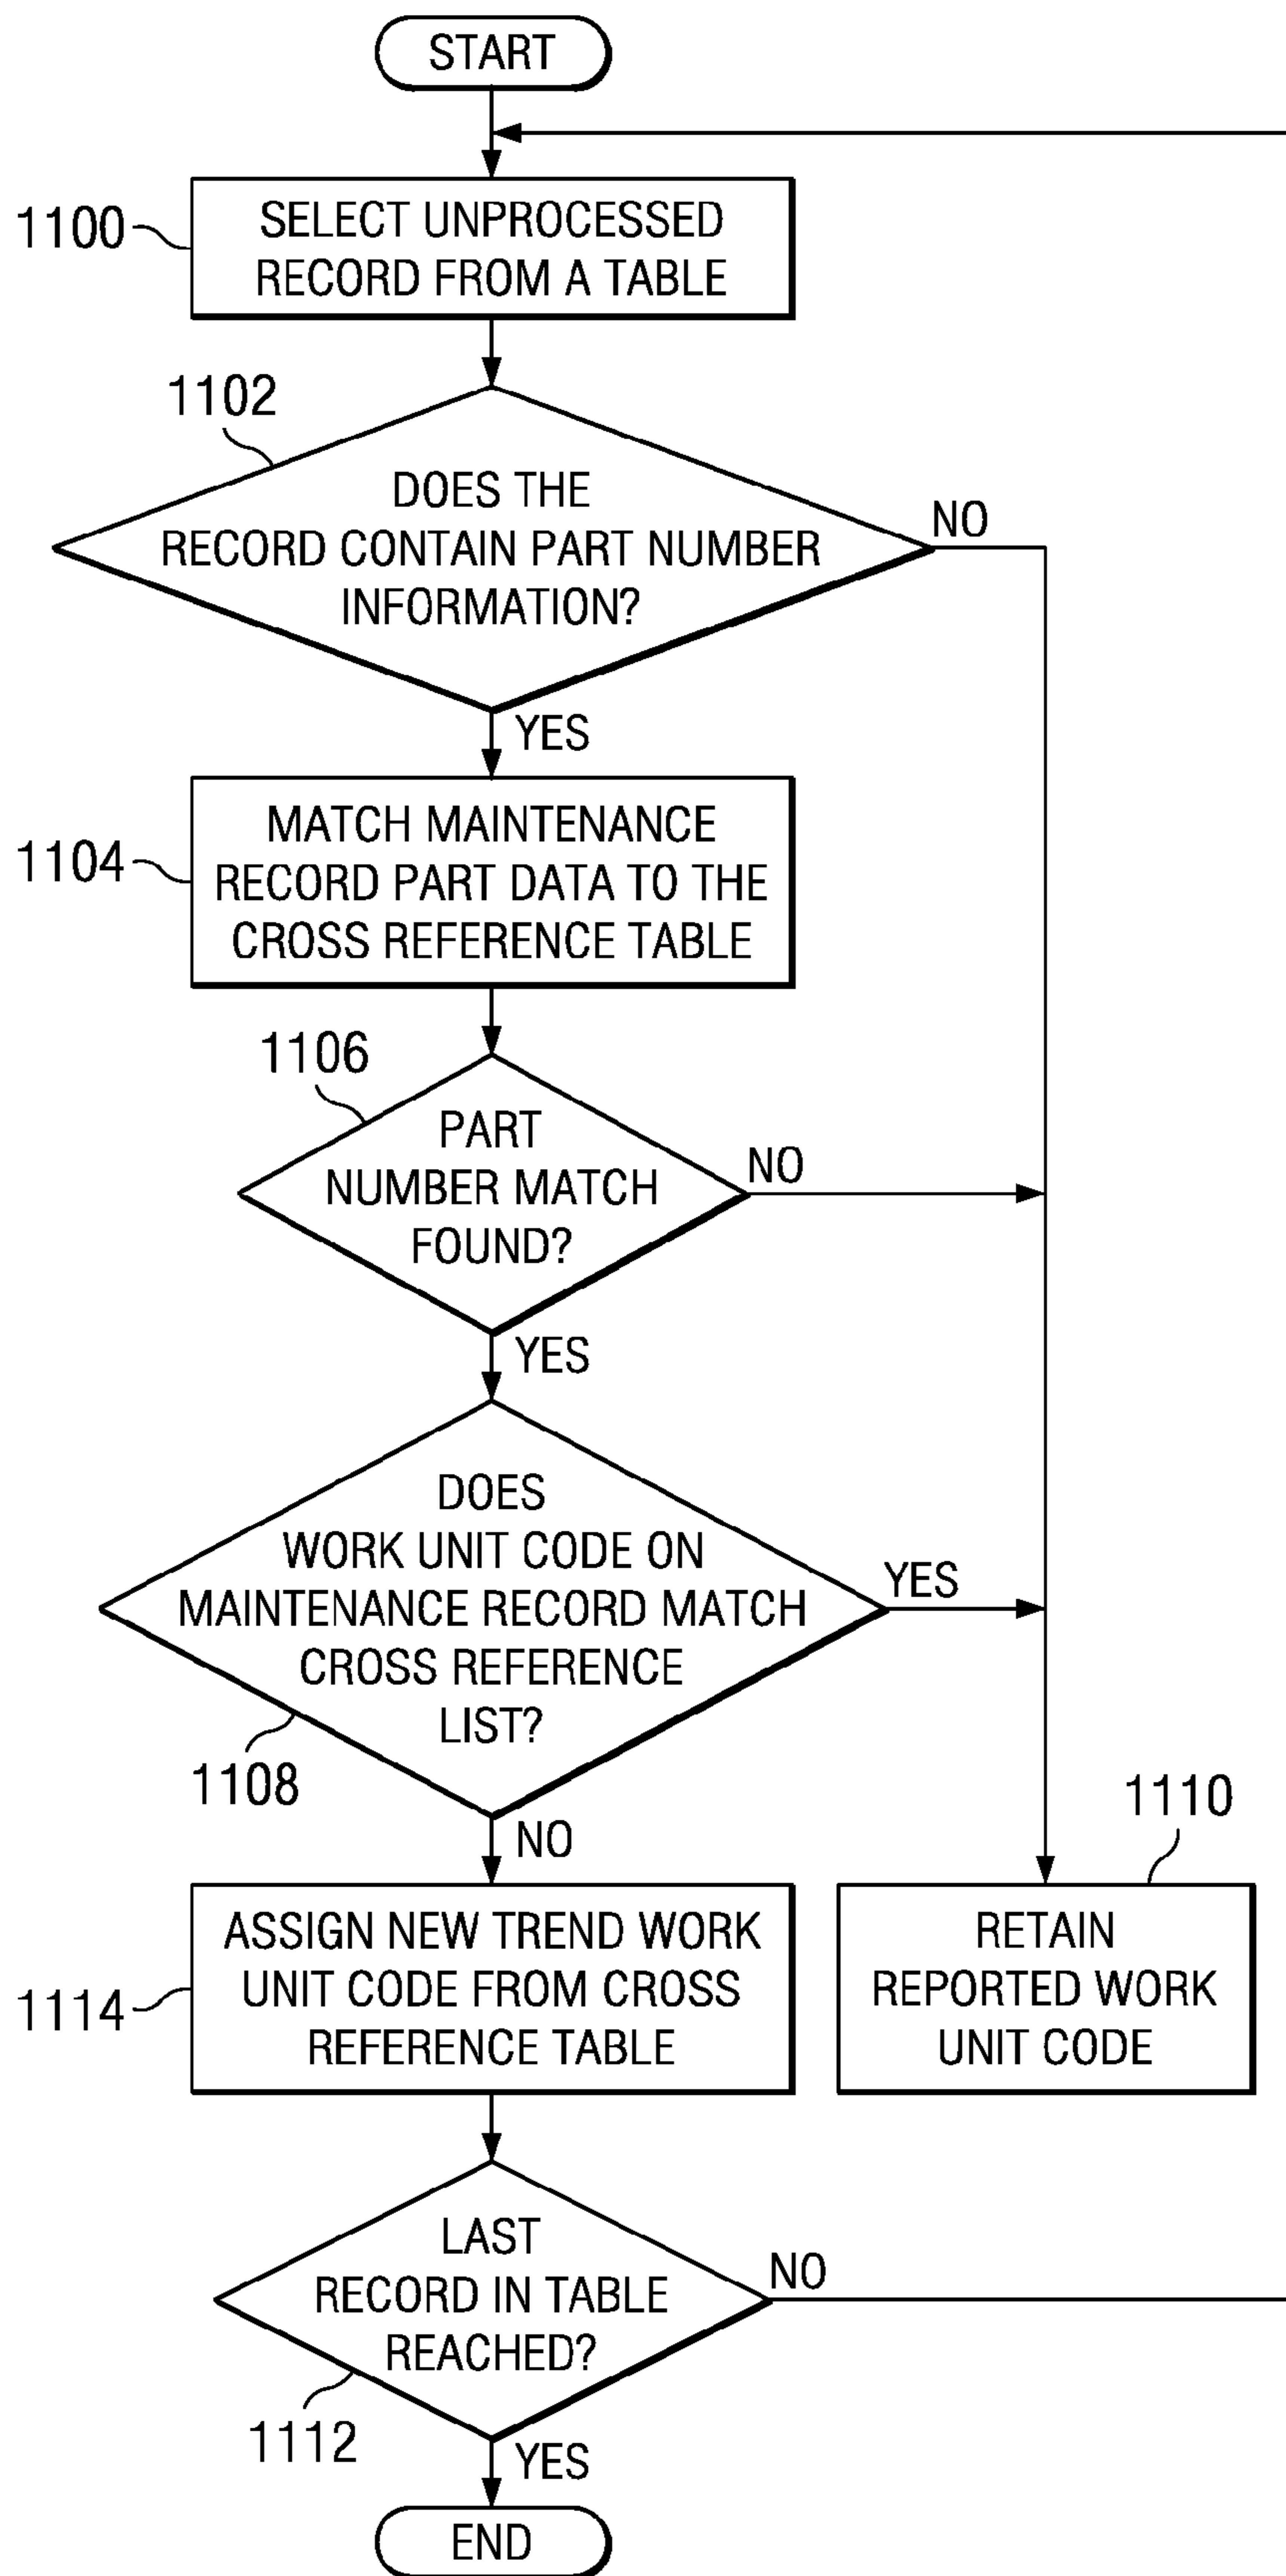 START
1100
SELECT UNPROCESSED
RECORD FROM A TABLE
1102
DOES THE
RECORD CONTAIN PART NUMBER
INFORMATION?
NO
YES
1104
MATCH MAINTENANCE
RECORD PART DATA TO THE
CROSS REFERENCE TABLE
1106
PART
NUMBER MATCH
FOUND?
NO
YES
DOES
WORK UNIT CODE ON
MAINTENANCE RECORD MATCH
CROSS REFERENCE
LIST?
YES
1108
NO
1110
1114
ASSIGN NEW TREND WORK
UNIT CODE FROM CROSS
REFERENCE TABLE
RETAIN
REPORTED WORK
UNIT CODE
LAST
RECORD IN TABLE
REACHED?
NO
1112
YES
END